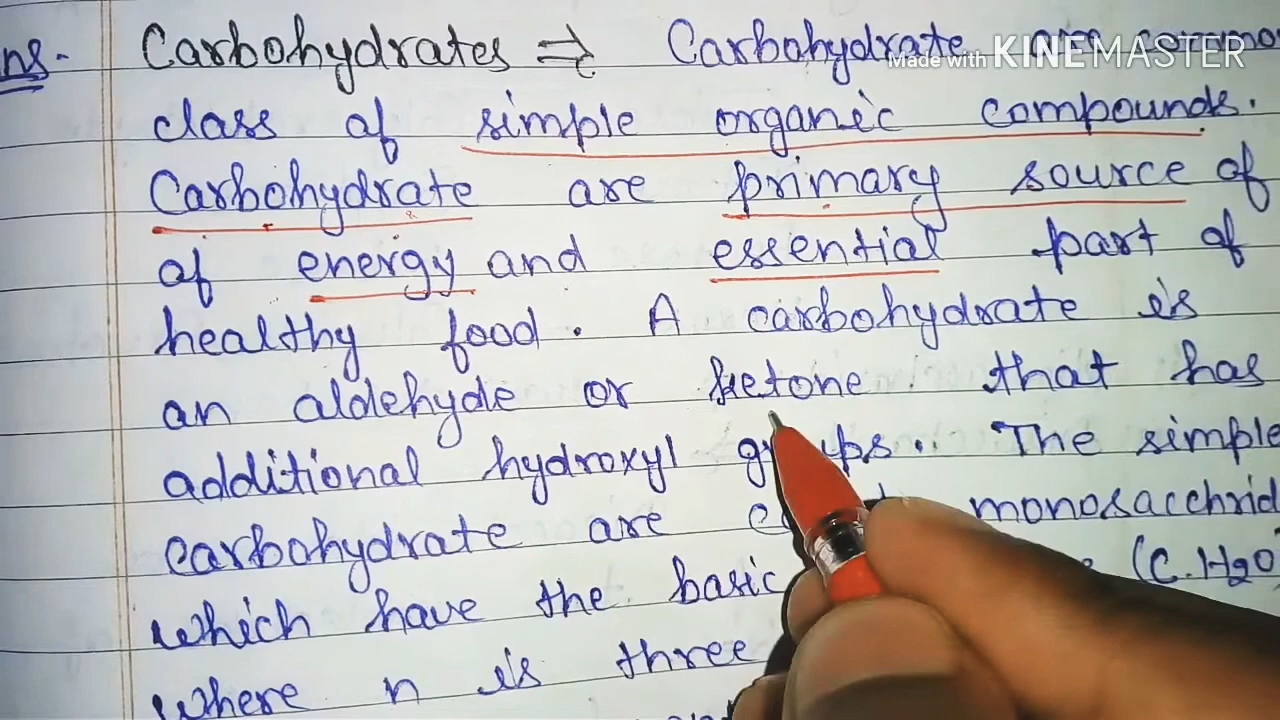 ns. Carbohydrates ⇒ Carbohydrate are commo
Made with KINEMASTER
class of simple organic compounds.
Carbohydrate are primary source of
of energy and essential part of
healthy food. A carbohydrate is
an aldehyde or ketone that has
additional hydroxyl groups. The simple
carbohydrate are monosacchrid
which have the basic (C.H2O)
where n is three